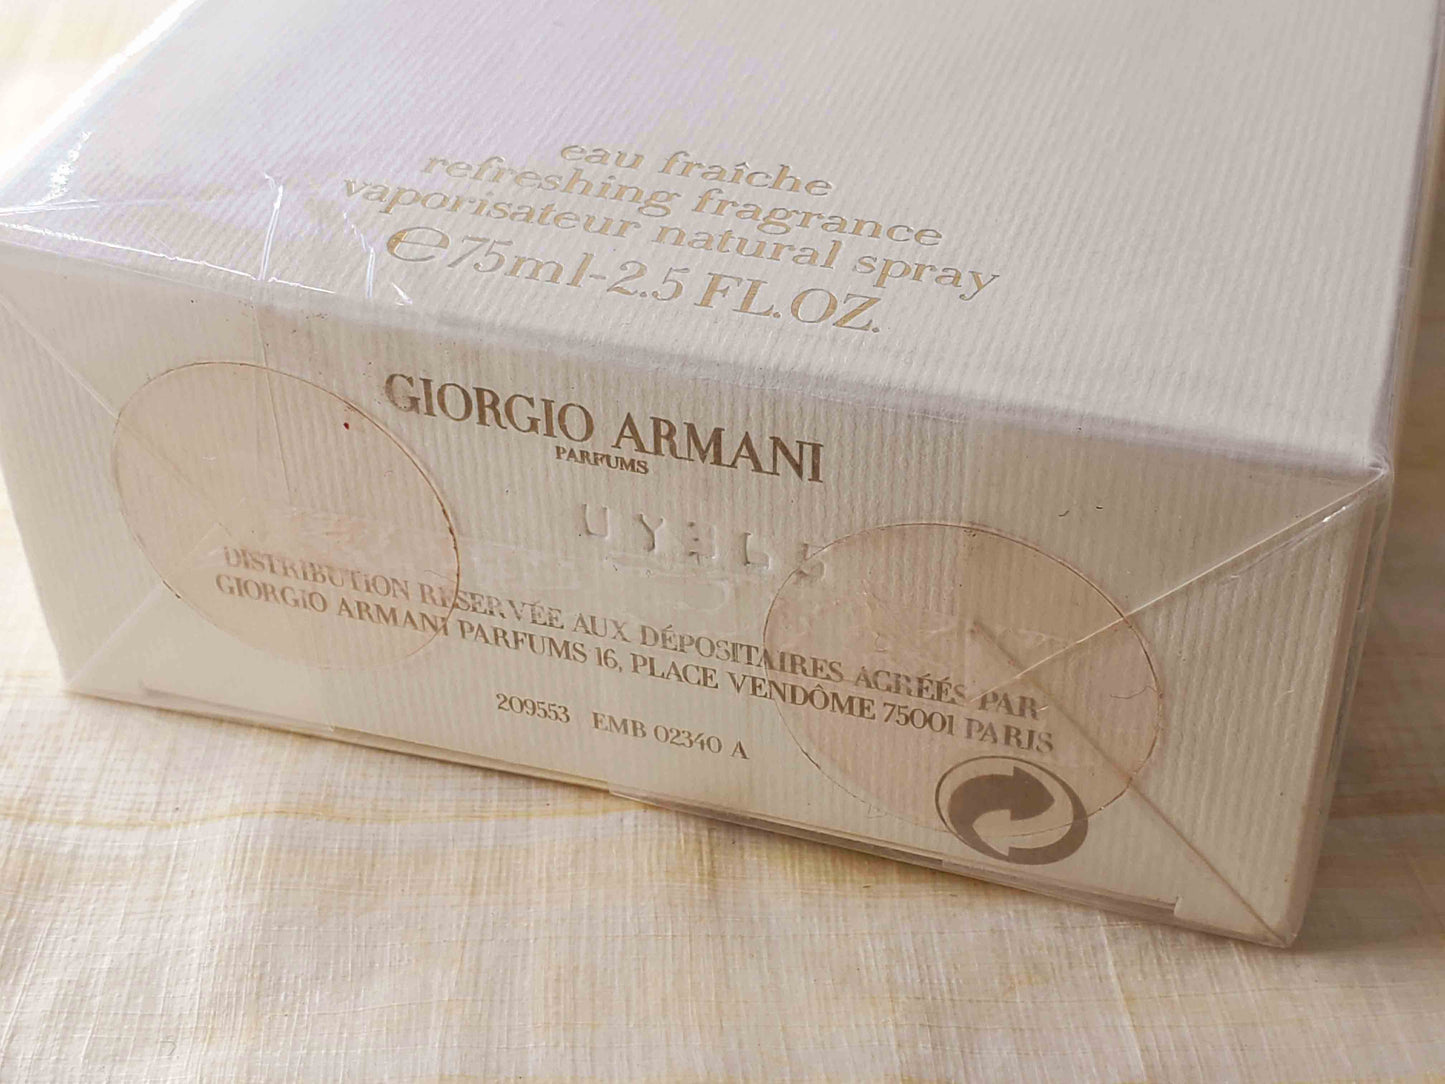 eau fraîche
refreshing fragrance
vaporisateur natural spray
℮75ml-2.5 FL.OZ.
GIORGIO ARMANI
PARFUMS
DISTRIBUTION RÉSERVÉE AUX DÉPOSITAIRES AGRÉÉS PAR
GIORGIO ARMANI PARFUMS 16, PLACE VENDÔME 75001 PARIS
209553 EMB 02340 A